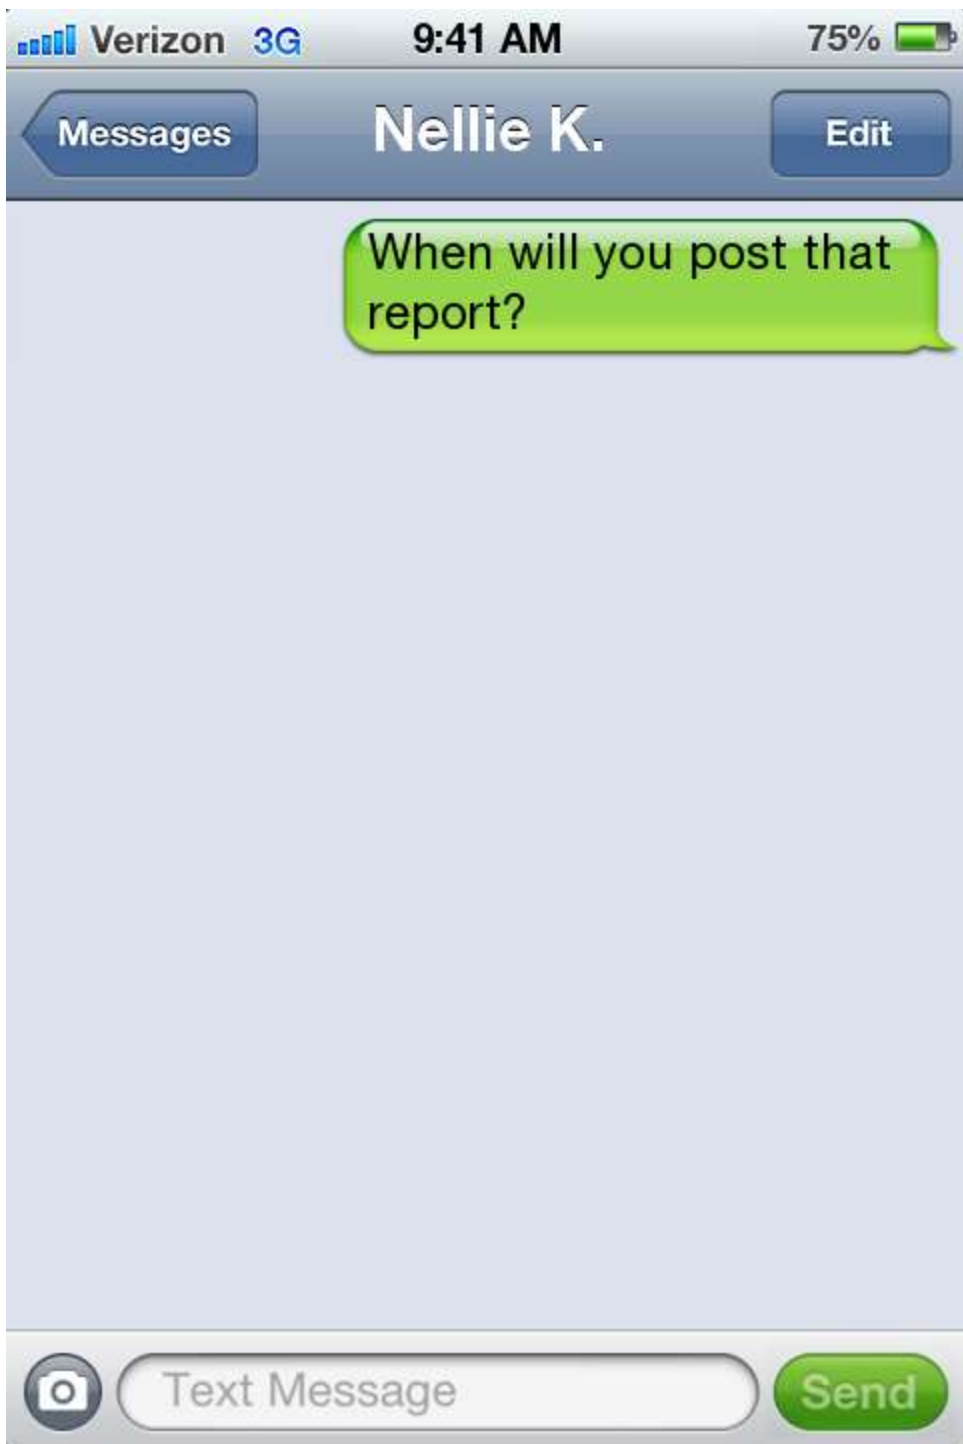 Verizon 3G 9:41 AM 75%
Messages Nellie K. Edit
When will you post that
report?
Text Message Send